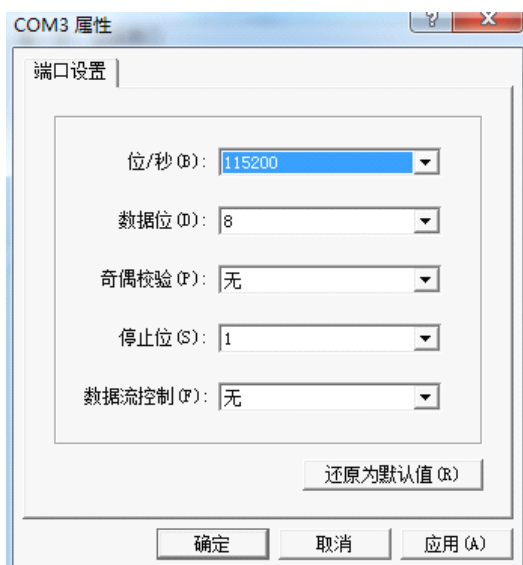 COM3 属性
?
X
端口设置
位/秒(B): 115200
数据位(D): 8
奇偶校验(P): 无
停止位(S): 1
数据流控制(F): 无
还原为默认值(R)
确定 取消 应用(A)